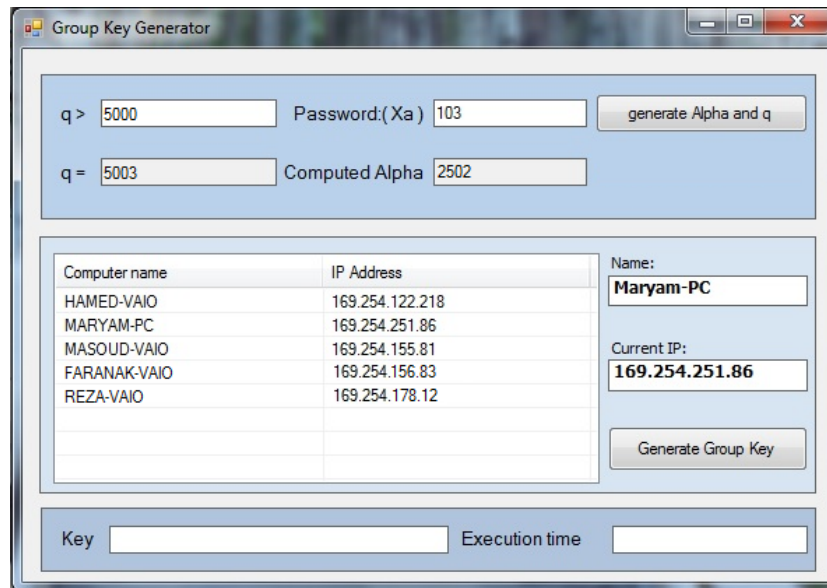 Group Key Generator
q > 5000 Password:( Xa ) 103 generate Alpha and q
q = 5003 Computed Alpha 2502
Computer name IP Address
HAMED-VAIO 169.254.122.218
MARYAM-PC 169.254.251.86
MASOUD-VAIO 169.254.155.81
FARANAK-VAIO 169.254.156.83
REZA-VAIO 169.254.178.12
Name:
Maryam-PC
Current IP:
169.254.251.86
Generate Group Key
Key Execution time